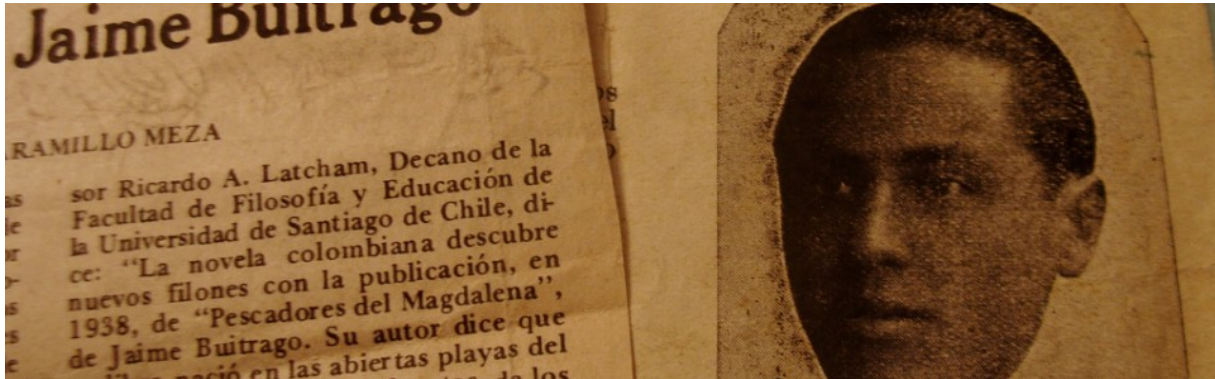 Jaime Buitrago
RAMILLO MEZA
sor Ricardo A. Latcham, Decano de la
Facultad de Filosofía y Educación de
la Universidad de Santiago de Chile, di-
ce: “La novela colombiana descubre
nuevos filones con la publicación, en
1938, de “Pescadores del Magdalena”,
de Jaime Buitrago. Su autor dice que
nació en las abiertas playas del
de los